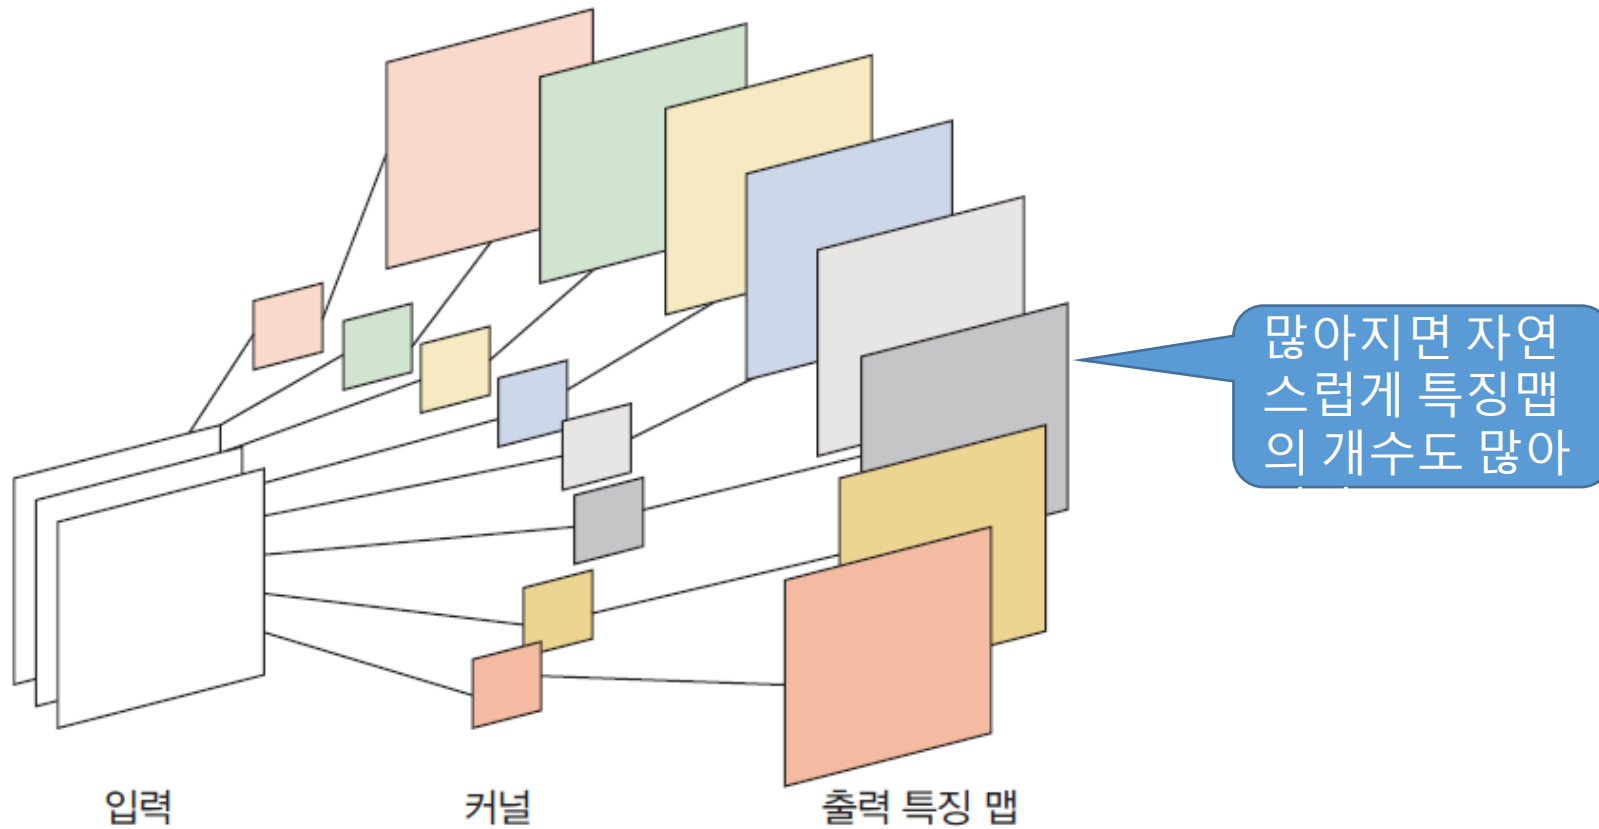 많아지면 자연
스럽게 특징맵
의 개수도 많아
입력
커널
출력 특징 맵